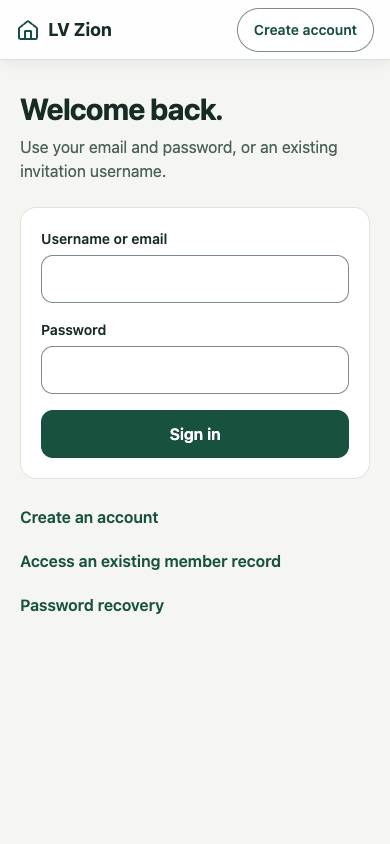 LV Zion
Create account
Welcome back.
Use your email and password, or an existing
invitation username.
Username or email
Password
Sign in
Create an account
Access an existing member record
Password recovery